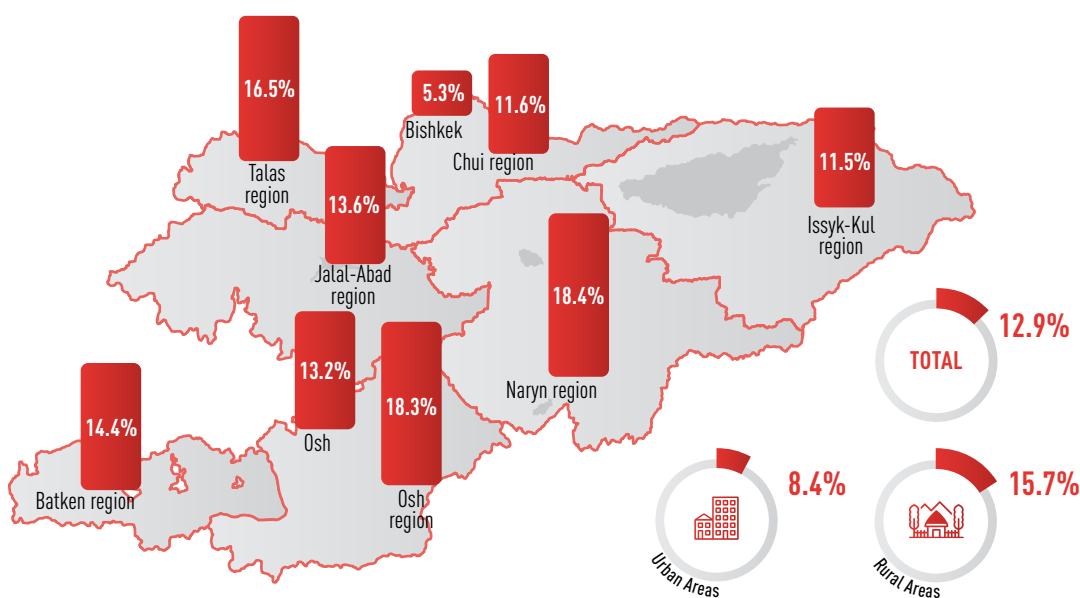 16.5%
Talas
region
5.3%
Bishkek
11.6%
Chui region
13.6%
Jalal-Abad
region
11.5%
Issyk-Kul
region
18.4%
Naryn region
13.2%
Osh
18.3%
Osh
region
14.4%
Batken region
TOTAL
12.9%
8.4%
Urban Areas
15.7%
Rural Areas